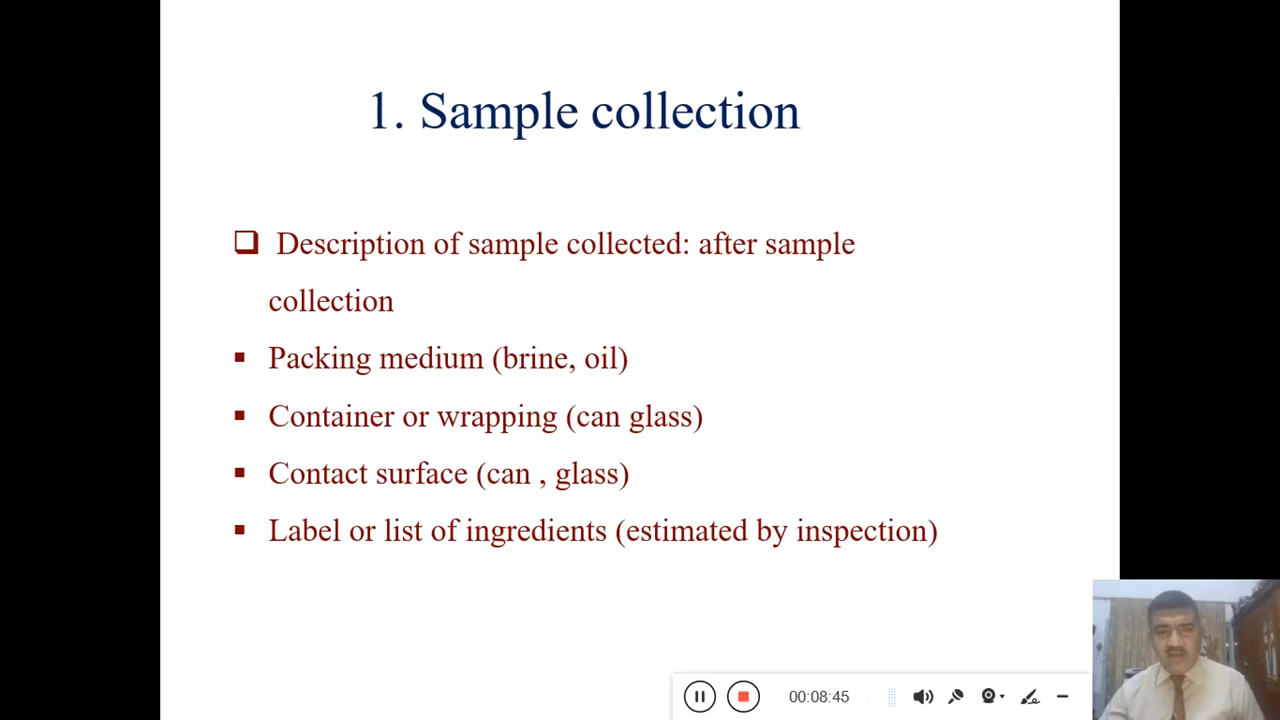 1. Sample collection
Description of sample collected: after sample
collection
Packing medium (brine, oil)
Container or wrapping (can glass)
Contact surface (can , glass)
Label or list of ingredients (estimated by inspection)
00:08:45